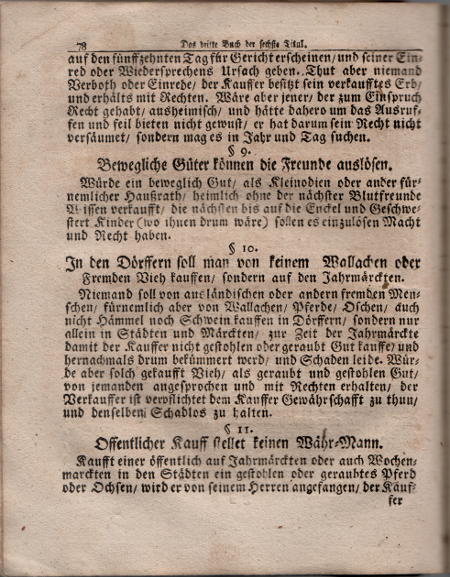 78 Das dritte Buch der sechste Titul.
auf den fünffzehnten Tag für Gericht erscheinen/ und seiner Ein-
red oder Wiedersprechens Ursach geben. Thut aber niemand
Verboth oder Einrede, der Kauffer besitzt sein verkaufftes Erb/
und erhälts mit Rechten. Wäre aber jener/ der zum Einspruch
Recht gehabt/ ausheimisch/ und hätte dahero um das Ausruf-
fen und feil bieten nicht gewust/ er hat darum sein Recht nicht
versäumet/ sondern mag es in Jahr und Tag suchen.
§ 9.
Bewegliche Güter können die Freunde auslösen.
Würde ein beweglich Gut/ als Kleinodien oder ander für-
nemlicher Haußrath/ heimlich ohne der nächster Blutfreunde
Wissen verkaufft/ die nächsten bis auf die Enckel und Geschwe-
stert Kinder (wo ihnen drum wäre) sollen es einzulösen Macht
und Recht haben.
§ 10.
In den Dörffern soll man von keinem Wallachen oder
Fremden Vieh kauffen/ sondern auf den Jahrmärckten.
Niemand soll von ausländischen oder andern fremden Men-
schen/ fürnemlich aber von Wallachen/ Pferde/ Ochsen/ auch
nicht Hämmel noch Schwein kauffen in Dörffern/ sondern nur
allein in Städten und Märckten/ zur Zeit der Jahrmärckte
damit der Kauffer nicht gestohlen oder geraubt Gut kauffe/ und
hernachmals drum bekümmert werd/ und Schaden leide. Wür-
de aber solch gekaufft Vieh/ als geraubt und gestohlen Gut/
von jemanden angesprochen und mit Rechten erhalten/ der
Verkauffer ist verpflichtet dem Kauffer Gewährschafft zu thun/
und denselben Schadlos zu halten.
§ 11.
Offentlicher Kauff stellet keinen Währ-Mann.
Kaufft einer öffentlich auf Jahrmärckten oder auch Wochen-
marckten in den Städten ein gestohlen oder geraubtes Pferd
oder Ochsen/ wird er von seinem Herren angefangen/ der Käuf-
fer